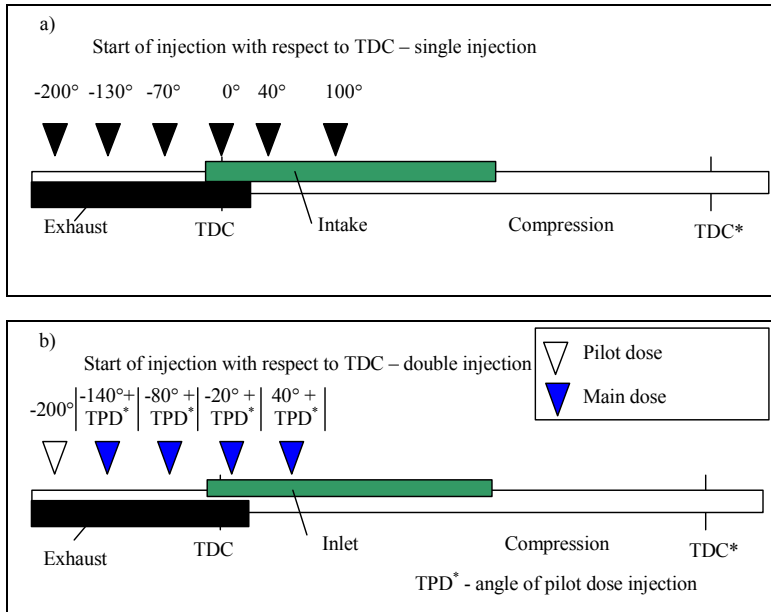 a)
Start of injection with respect to TDC – single injection
-200° -130° -70° 0° 40° 100°
Exhaust TDC Intake Compression TDC*
b)
Start of injection with respect to TDC – double injection
Pilot dose
Main dose
-200° -140°+ TPD* -80° + TPD* -20° + TPD* 40° + TPD*
Exhaust TDC Inlet Compression TDC*
TPD* - angle of pilot dose injection